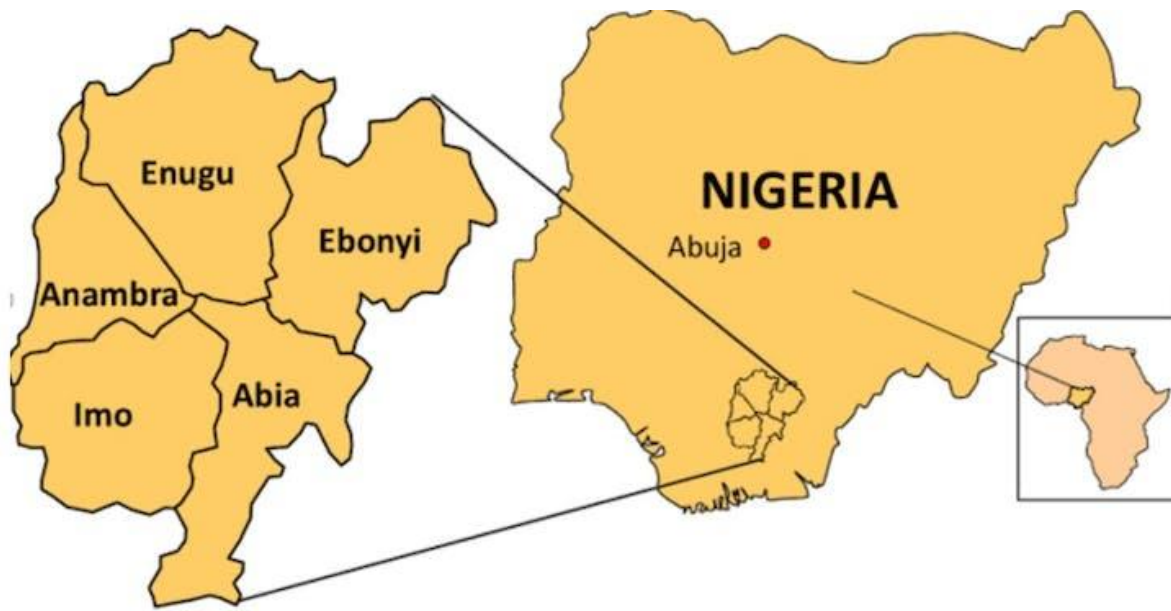 Enugu
Ebonyi
Anambra
Imo
Abia
NIGERIA
Abuja